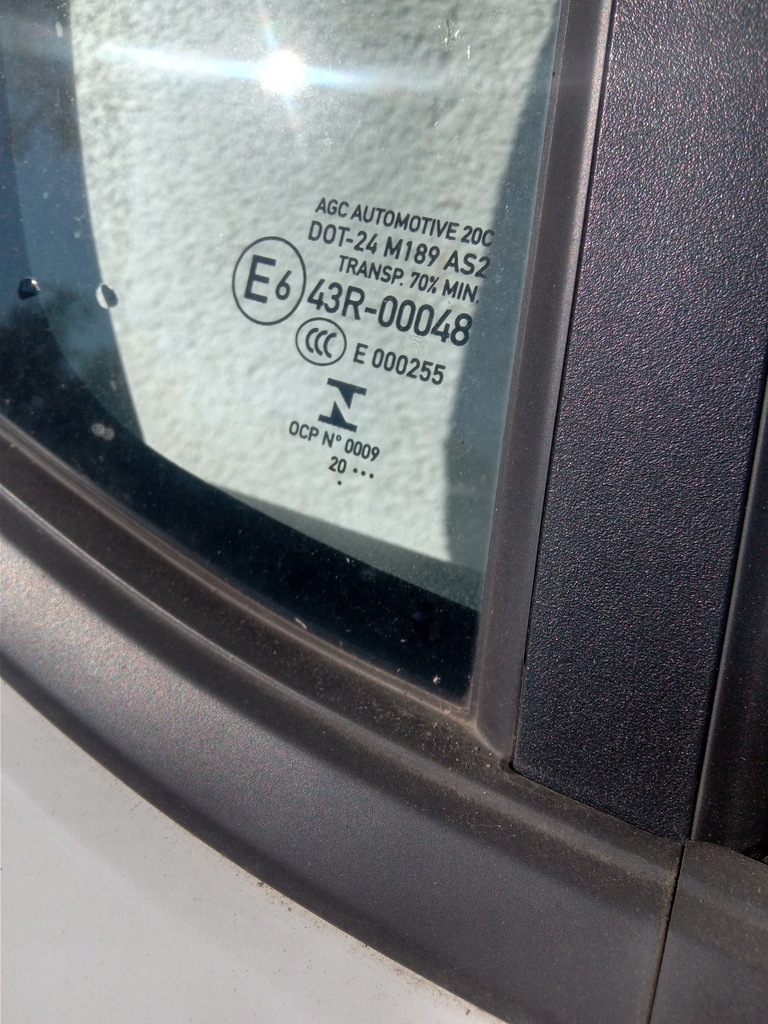 AGC AUTOMOTIVE 20C
DOT-24 M189 AS2
TRANSP. 70% MIN.
E6 43R-00048
CCC E 000255
OCP N° 0009
20 •••
•